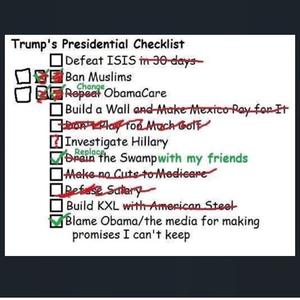 Trump's Presidential Checklist
Defeat ISIS in 30 days
Ban Muslims
Change
Repeat ObamaCare
Build a Wall and Make Mexico Pay for It
Don't Play Too Much Golf
Investigate Hillary
Replace
Drain the Swamp with my friends
Make no Cuts to Medicare
Refuse Salary
Build KXL with American Steel
Blame Obama/the media for making
promises I can't keep